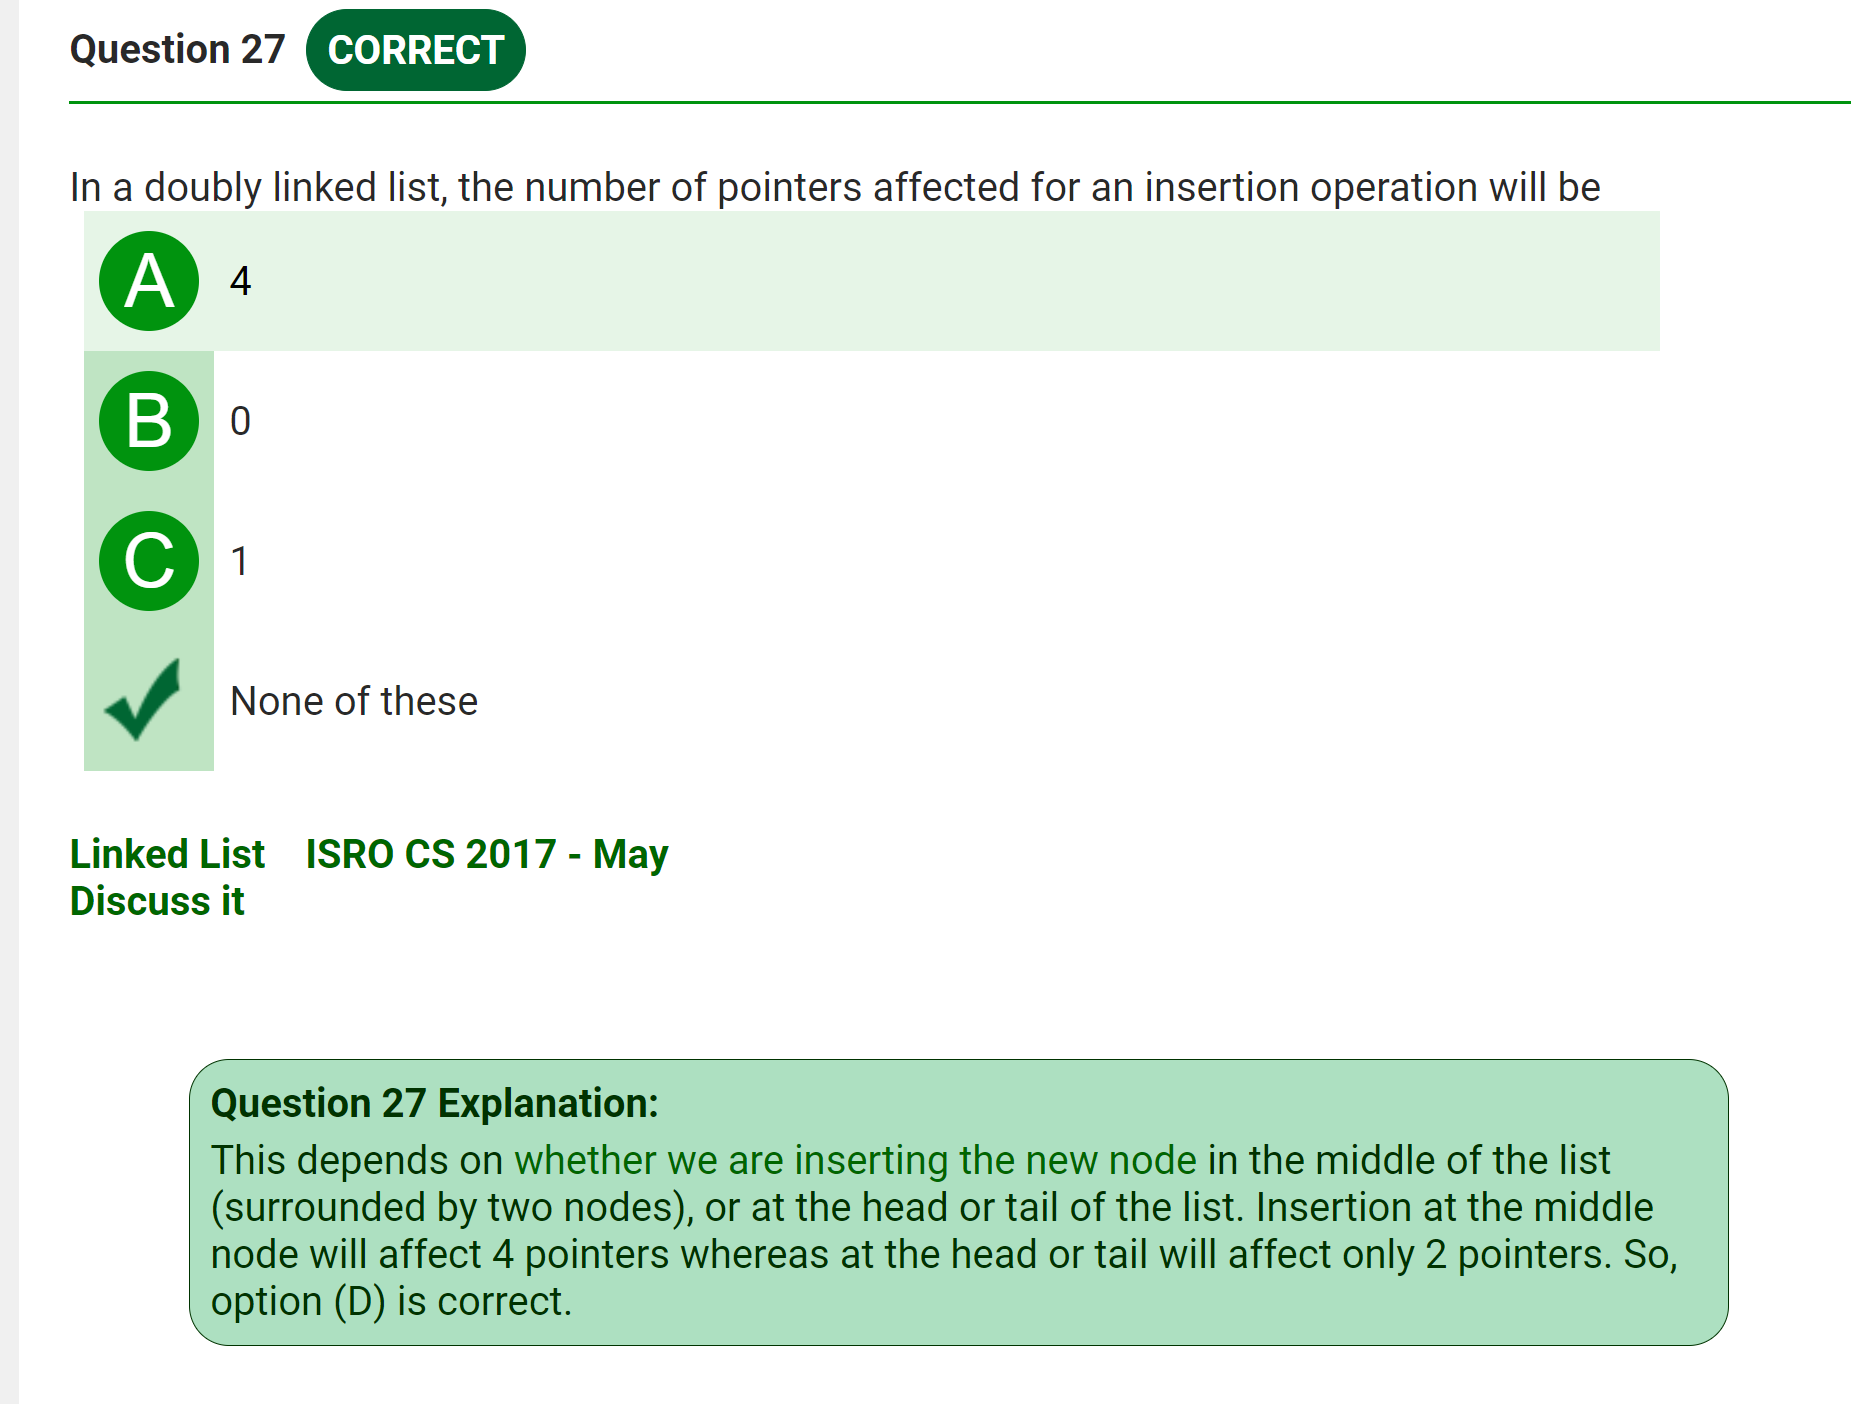 Question 27 CORRECT
In a doubly linked list, the number of pointers affected for an insertion operation will be
A 4
B 0
C 1
None of these
Linked List ISRO CS 2017 - May
Discuss it
Question 27 Explanation:
This depends on whether we are inserting the new node in the middle of the list
(surrounded by two nodes), or at the head or tail of the list. Insertion at the middle
node will affect 4 pointers whereas at the head or tail will affect only 2 pointers. So,
option (D) is correct.